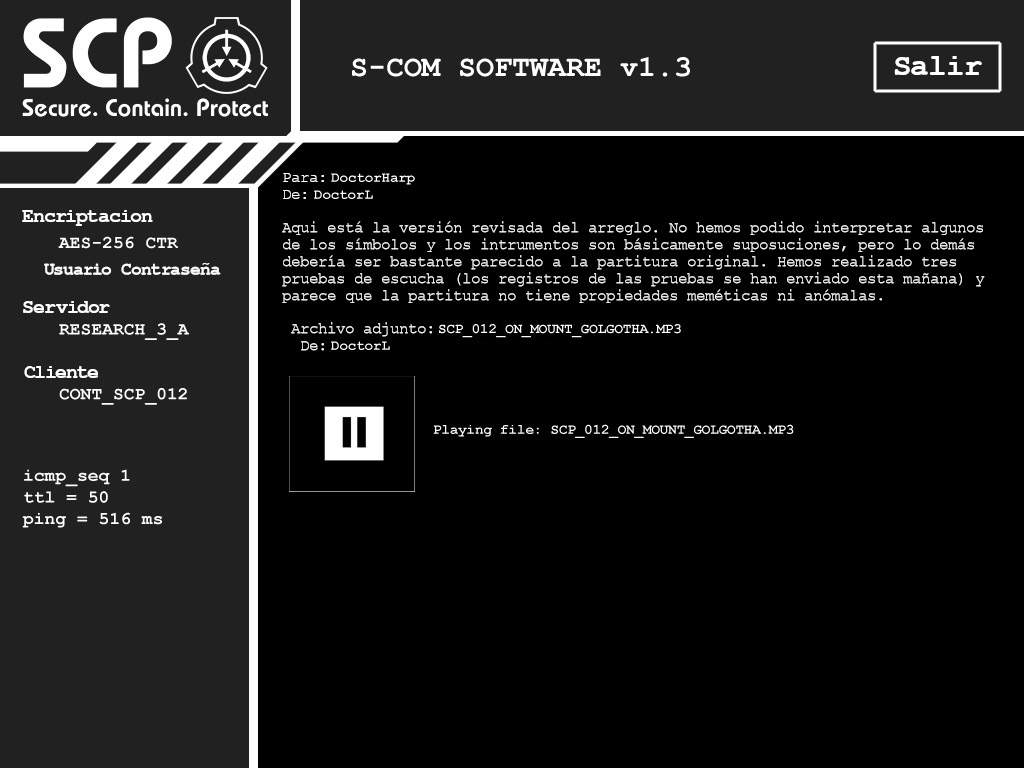 SCP
Secure. Contain. Protect
S-COM SOFTWARE v1.3
Salir
Encriptacion
AES-256 CTR
Usuario Contraseña
Servidor
RESEARCH_3_A
Cliente
CONT_SCP_012
icmp_seq 1
ttl = 50
ping = 516 ms
Para: DoctorHarp
De: DoctorL
Aqui está la versión revisada del arreglo. No hemos podido interpretar algunos
de los símbolos y los intrumentos son básicamente suposuciones, pero lo demás
debería ser bastante parecido a la partitura original. Hemos realizado tres
pruebas de escucha (los registros de las pruebas se han enviado esta mañana) y
parece que la partitura no tiene propiedades meméticas ni anómalas.
Archivo adjunto: SCP_012_ON_MOUNT_GOLGOTHA.MP3
De: DoctorL
Playing file: SCP_012_ON_MOUNT_GOLGOTHA.MP3